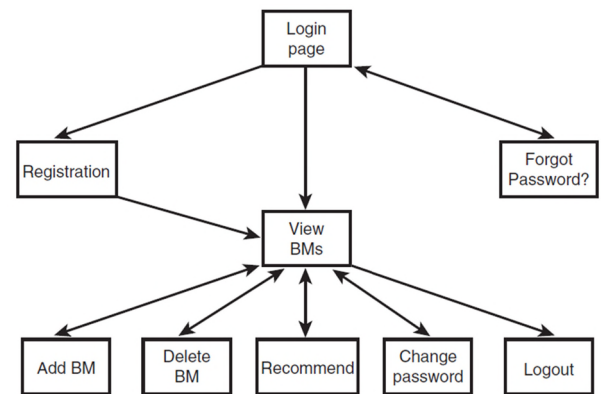 Login
page
Registration
Forgot
Password?
View
BMs
Add BM
Delete
BM
Recommend
Change
password
Logout